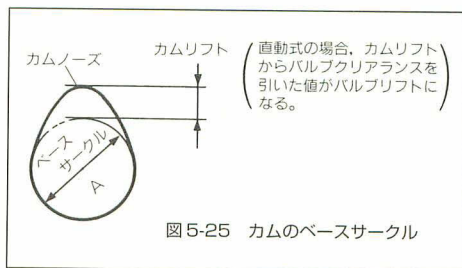 カムノーズ
カムリフト
直動式の場合，カムリフト
からバルブクリアランスを
引いた値がバルブリフトに
なる。
ベース
サークル
A
図5-25 カムのベースサークル